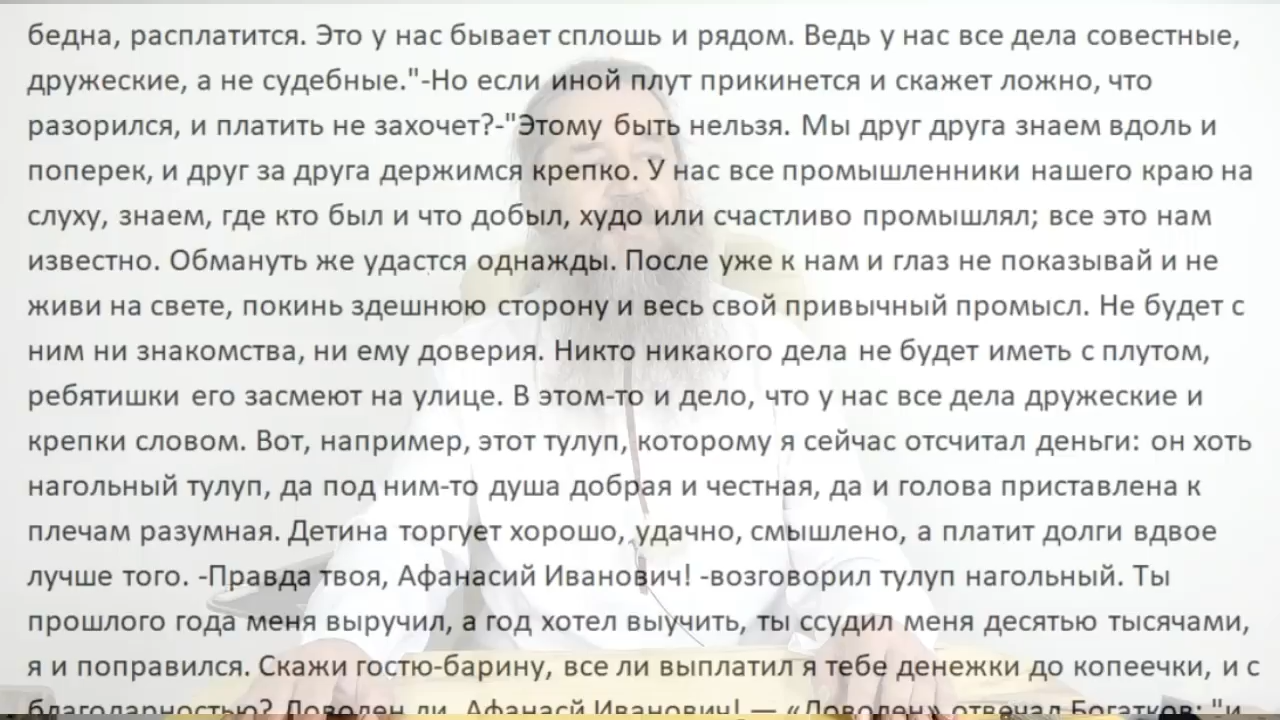 бедна, расплатится. Это у нас бывает сплошь и рядом. Ведь у нас все дела совестные,
дружеские, а не судебные."-Но если иной плут прикинется и скажет ложно, что
разорился, и платить не захочет?-"Этому быть нельзя. Мы друг друга знаем вдоль и
поперек, и друг за друга держимся крепко. У нас все промышленники нашего краю на
слуху, знаем, где кто был и что добыл, худо или счастливо промышлял; все это нам
известно. Обмануть же удастся однажды. После уже к нам и глаз не показывай и не
живи на свете, покинь здешнюю сторону и весь свой привычный промысл. Не будет с
ним ни знакомства, ни ему доверия. Никто никакого дела не будет иметь с плутом,
ребятишки его засмеют на улице. В этом-то и дело, что у нас все дела дружеские и
крепки словом. Вот, например, этот тулуп, которому я сейчас отсчитал деньги: он хоть
нагольный тулуп, да под ним-то душа добрая и честная, да и голова приставлена к
плечам разумная. Детина торгует хорошо, удачно, смышлено, а платит долги вдвое
лучше того. -Правда твоя, Афанасий Иванович! -возговорил тулуп нагольный. Ты
прошлого года меня выручил, а год хотел выучить, ты ссудил меня десятью тысячами,
я и поправился. Скажи гостю-барину, все ли выплатил я тебе денежки до копеечки, и с
благодарностью? Доволен ли, Афанасй Иванович! — «Доволен» отвечал Богатков: "и